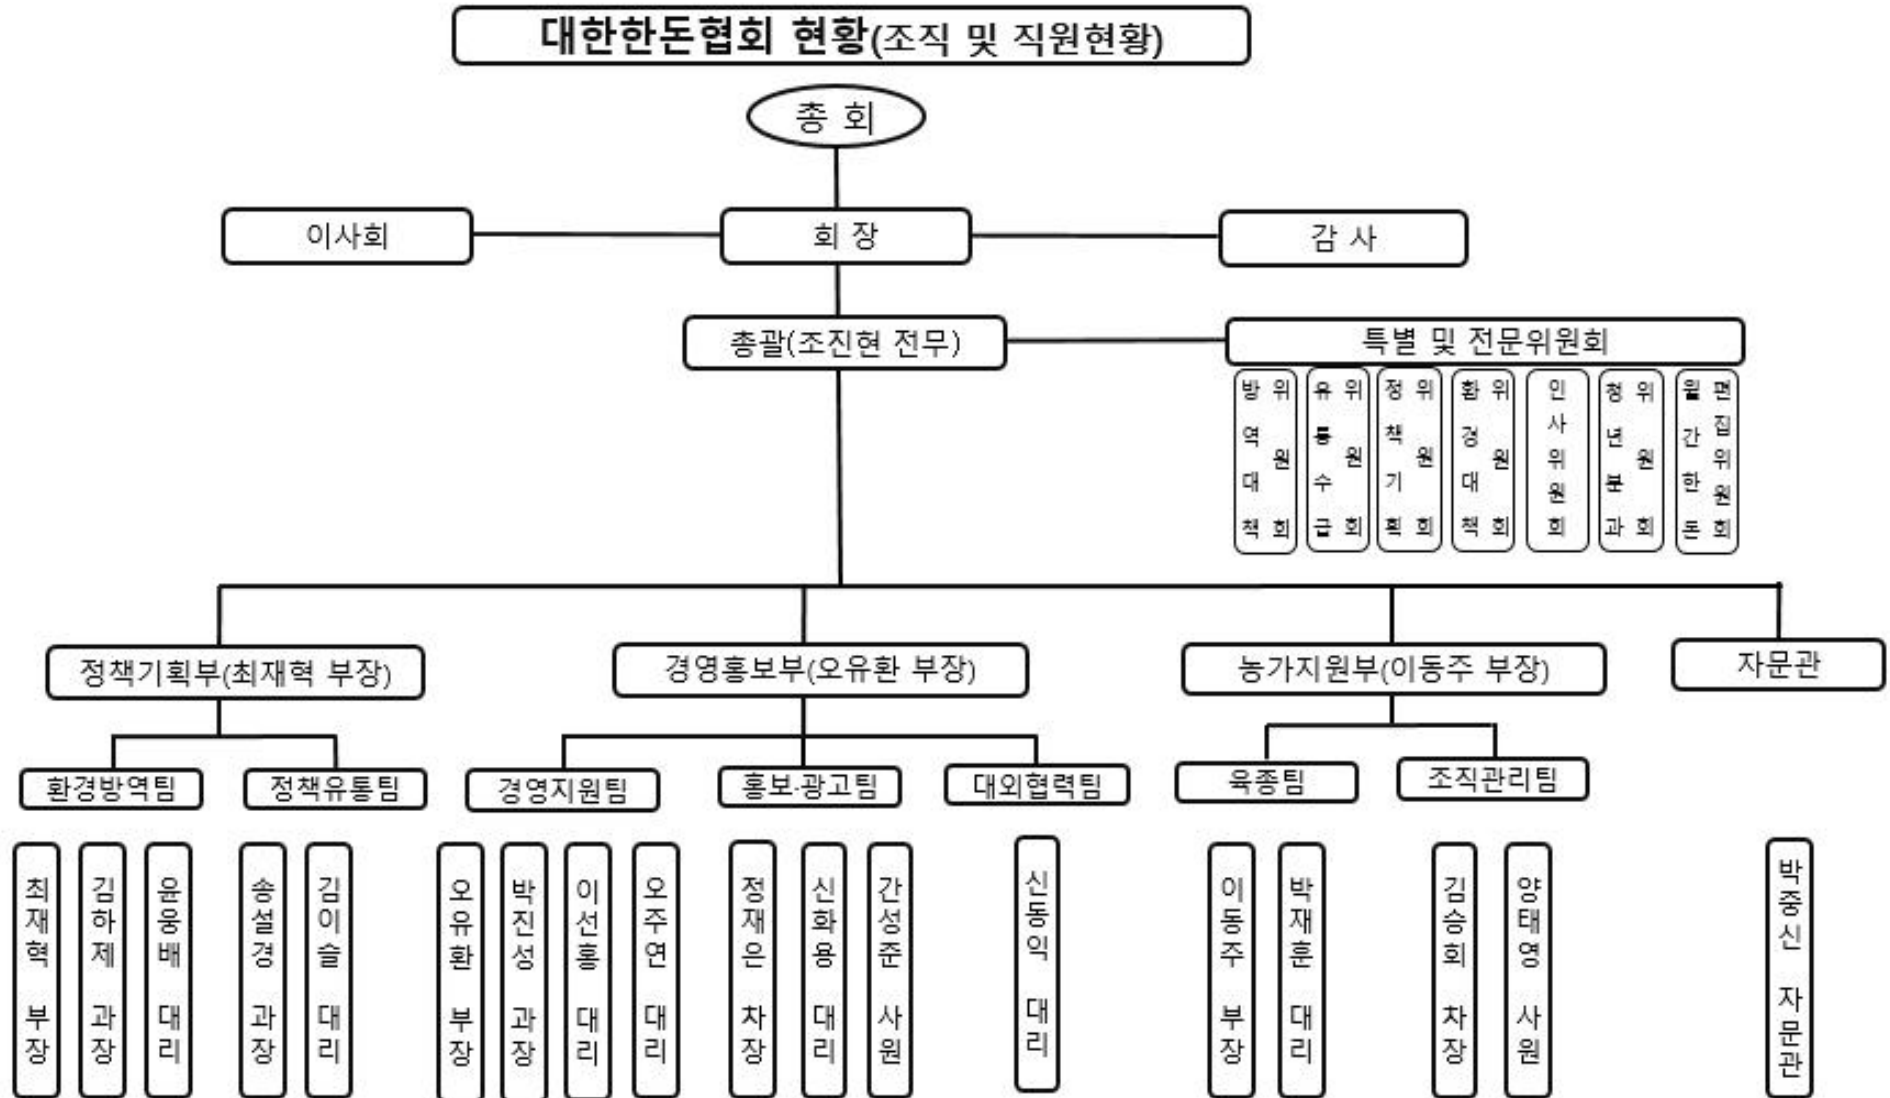 대한한돈협회 현황(조직 및 직원현황)
총 회
이사회
회 장
감 사
총괄(조진현 전무)
특별 및 전문위원회
방역대책 위원회
유통수급 위원회
정책기획 위원회
환경대책 위원회
인사위원회
청년분과 위원회
월간한돈 편집위원회
정책기획부(최재혁 부장)
경영홍보부(오유환 부장)
농가지원부(이동주 부장)
자문관
환경방역팀
정책유통팀
경영지원팀
홍보·광고팀
대외협력팀
육종팀
조직관리팀
최재혁 부장
김하제 과장
윤웅배 대리
송설경 과장
김이슬 대리
오유환 부장
박진성 과장
이선홍 대리
오주연 대리
정재은 차장
신화용 대리
간성준 사원
신동익 대리
이동주 부장
박재훈 대리
김승회 차장
양태영 사원
박중신 자문관